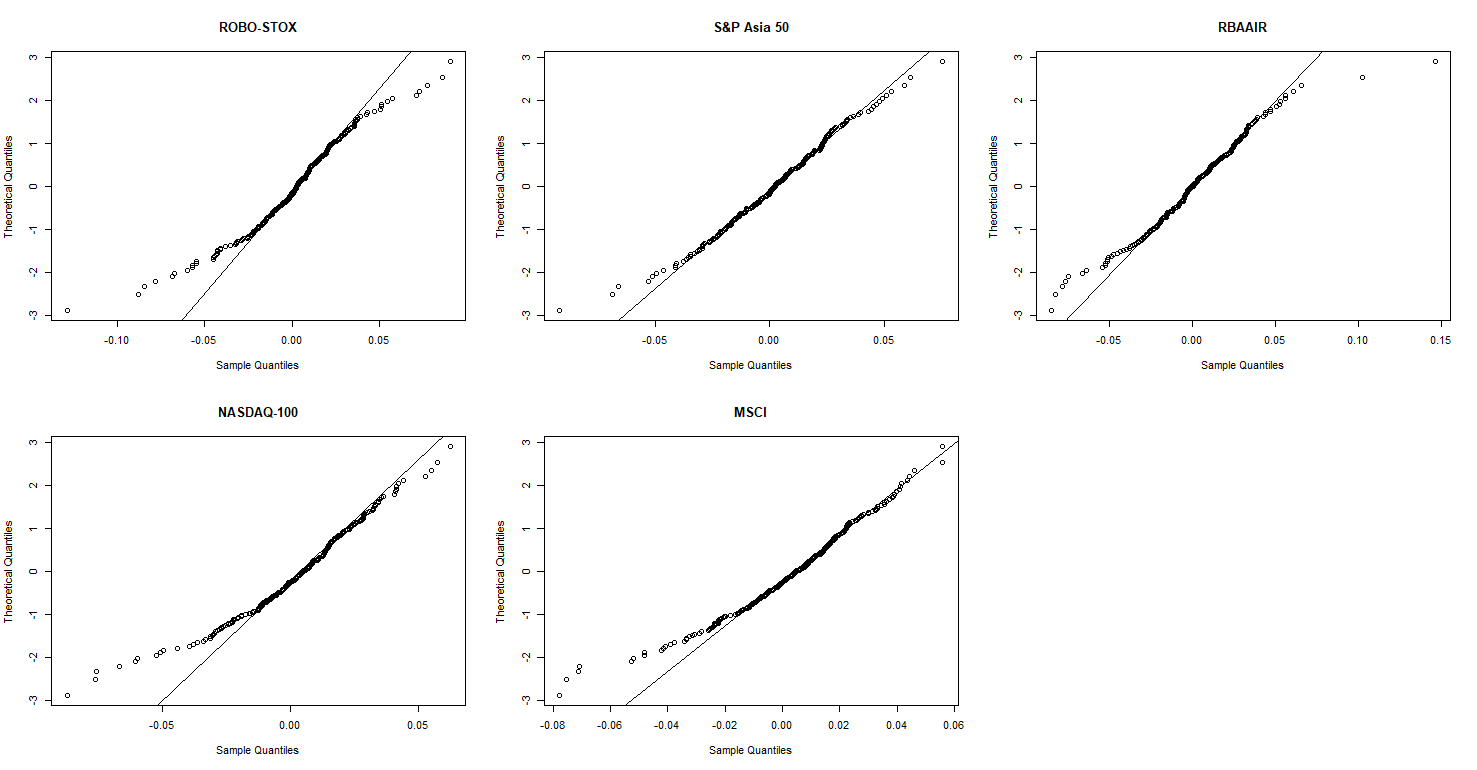 ROBO-STOX
S&P Asia 50
RBAAIR
Theoretical Quantiles
3
2
1
0
-1
-2
-3
-0.10 -0.05 0.00 0.05
Sample Quantiles
Theoretical Quantiles
3
2
1
0
-1
-2
-3
-0.05 0.00 0.05
Sample Quantiles
Theoretical Quantiles
3
2
1
0
-1
-2
-3
-0.05 0.00 0.05 0.10 0.15
Sample Quantiles
NASDAQ-100
MSCI
Theoretical Quantiles
3
2
1
0
-1
-2
-3
-0.05 0.00 0.05
Sample Quantiles
Theoretical Quantiles
3
2
1
0
-1
-2
-3
-0.08 -0.06 -0.04 -0.02 0.00 0.02 0.04 0.06
Sample Quantiles